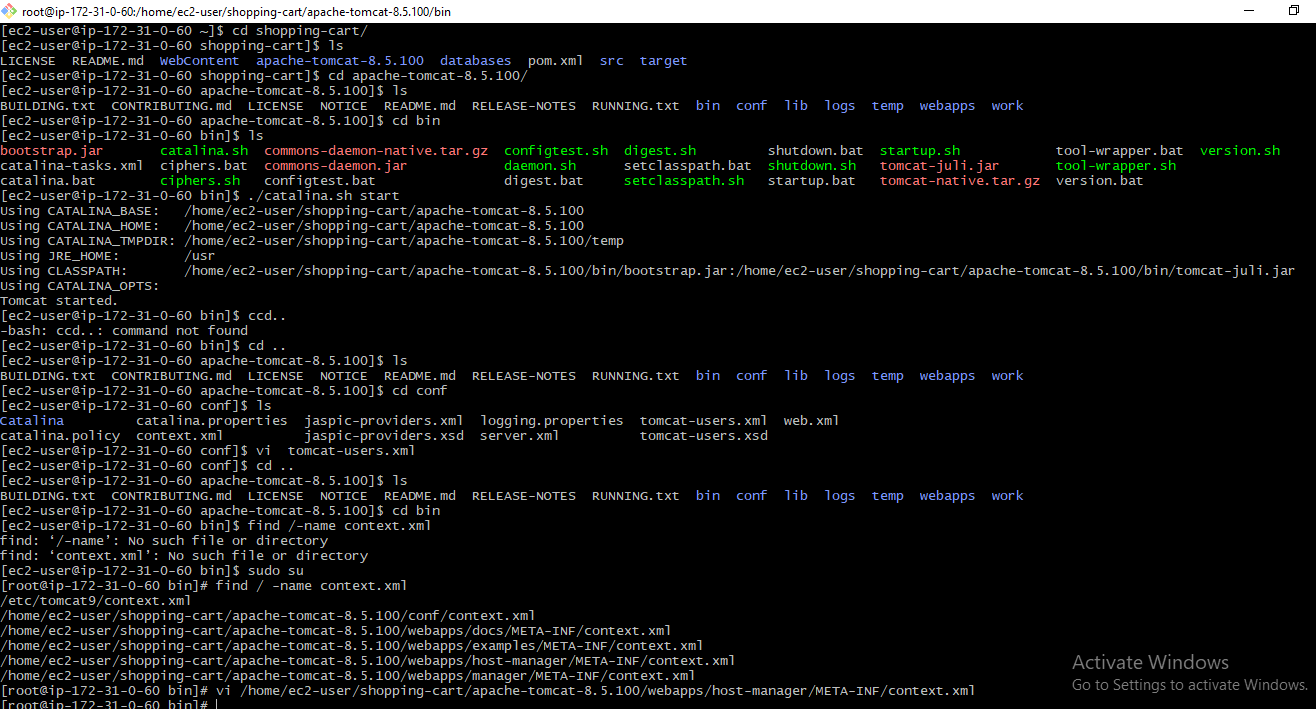 root@ip-172-31-0-60:/home/ec2-user/shopping-cart/apache-tomcat-8.5.100/bin
[ec2-user@ip-172-31-0-60 ~]$ cd shopping-cart/
[ec2-user@ip-172-31-0-60 shopping-cart]$ ls
LICENSE  README.md  WebContent  apache-tomcat-8.5.100  databases  pom.xml  src  target
[ec2-user@ip-172-31-0-60 shopping-cart]$ cd apache-tomcat-8.5.100/
[ec2-user@ip-172-31-0-60 apache-tomcat-8.5.100]$ ls
BUILDING.txt  CONTRIBUTING.md  LICENSE  NOTICE  README.md  RELEASE-NOTES  RUNNING.txt  bin  conf  lib  logs  temp  webapps  work
[ec2-user@ip-172-31-0-60 apache-tomcat-8.5.100]$ cd bin
[ec2-user@ip-172-31-0-60 bin]$ ls
bootstrap.jar       catalina.sh  commons-daemon-native.tar.gz  configtest.sh  digest.sh         shutdown.bat  startup.sh            tool-wrapper.bat  version.sh
catalina-tasks.xml  ciphers.bat  commons-daemon.jar            daemon.sh      setclasspath.bat  shutdown.sh   tomcat-juli.jar       tool-wrapper.sh
catalina.bat        ciphers.sh   configtest.bat                digest.bat     setclasspath.sh   startup.bat   tomcat-native.tar.gz  version.bat
[ec2-user@ip-172-31-0-60 bin]$ ./catalina.sh start
Using CATALINA_BASE:   /home/ec2-user/shopping-cart/apache-tomcat-8.5.100
Using CATALINA_HOME:   /home/ec2-user/shopping-cart/apache-tomcat-8.5.100
Using CATALINA_TMPDIR: /home/ec2-user/shopping-cart/apache-tomcat-8.5.100/temp
Using JRE_HOME:        /usr
Using CLASSPATH:       /home/ec2-user/shopping-cart/apache-tomcat-8.5.100/bin/bootstrap.jar:/home/ec2-user/shopping-cart/apache-tomcat-8.5.100/bin/tomcat-juli.jar
Using CATALINA_OPTS:
Tomcat started.
[ec2-user@ip-172-31-0-60 bin]$ ccd..
-bash: ccd..: command not found
[ec2-user@ip-172-31-0-60 bin]$ cd ..
[ec2-user@ip-172-31-0-60 apache-tomcat-8.5.100]$ ls
BUILDING.txt  CONTRIBUTING.md  LICENSE  NOTICE  README.md  RELEASE-NOTES  RUNNING.txt  bin  conf  lib  logs  temp  webapps  work
[ec2-user@ip-172-31-0-60 apache-tomcat-8.5.100]$ cd conf
[ec2-user@ip-172-31-0-60 conf]$ ls
Catalina         catalina.properties  jaspic-providers.xml  logging.properties  tomcat-users.xml  web.xml
catalina.policy  context.xml          jaspic-providers.xsd  server.xml          tomcat-users.xsd
[ec2-user@ip-172-31-0-60 conf]$ vi  tomcat-users.xml
[ec2-user@ip-172-31-0-60 conf]$ cd ..
[ec2-user@ip-172-31-0-60 apache-tomcat-8.5.100]$ ls
BUILDING.txt  CONTRIBUTING.md  LICENSE  NOTICE  README.md  RELEASE-NOTES  RUNNING.txt  bin  conf  lib  logs  temp  webapps  work
[ec2-user@ip-172-31-0-60 apache-tomcat-8.5.100]$ cd bin
[ec2-user@ip-172-31-0-60 bin]$ find /-name context.xml
find: ‘/-name’: No such file or directory
find: ‘context.xml’: No such file or directory
[ec2-user@ip-172-31-0-60 bin]$ sudo su
[root@ip-172-31-0-60 bin]# find / -name context.xml
/etc/tomcat9/context.xml
/home/ec2-user/shopping-cart/apache-tomcat-8.5.100/conf/context.xml
/home/ec2-user/shopping-cart/apache-tomcat-8.5.100/webapps/docs/META-INF/context.xml
/home/ec2-user/shopping-cart/apache-tomcat-8.5.100/webapps/examples/META-INF/context.xml
/home/ec2-user/shopping-cart/apache-tomcat-8.5.100/webapps/host-manager/META-INF/context.xml
/home/ec2-user/shopping-cart/apache-tomcat-8.5.100/webapps/manager/META-INF/context.xml
[root@ip-172-31-0-60 bin]# vi /home/ec2-user/shopping-cart/apache-tomcat-8.5.100/webapps/host-manager/META-INF/context.xml
[root@ip-172-31-0-60 bin]#
Activate Windows
Go to Settings to activate Windows.